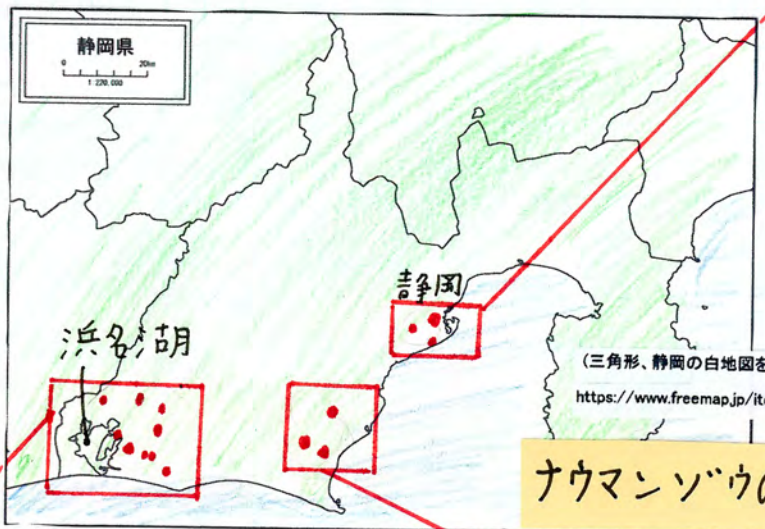 静岡県
0 20km
1:220,000
静岡
浜名湖
(三角形、静岡の白地図を
https://www.freemap.jp/ite
ナウマンゾウの